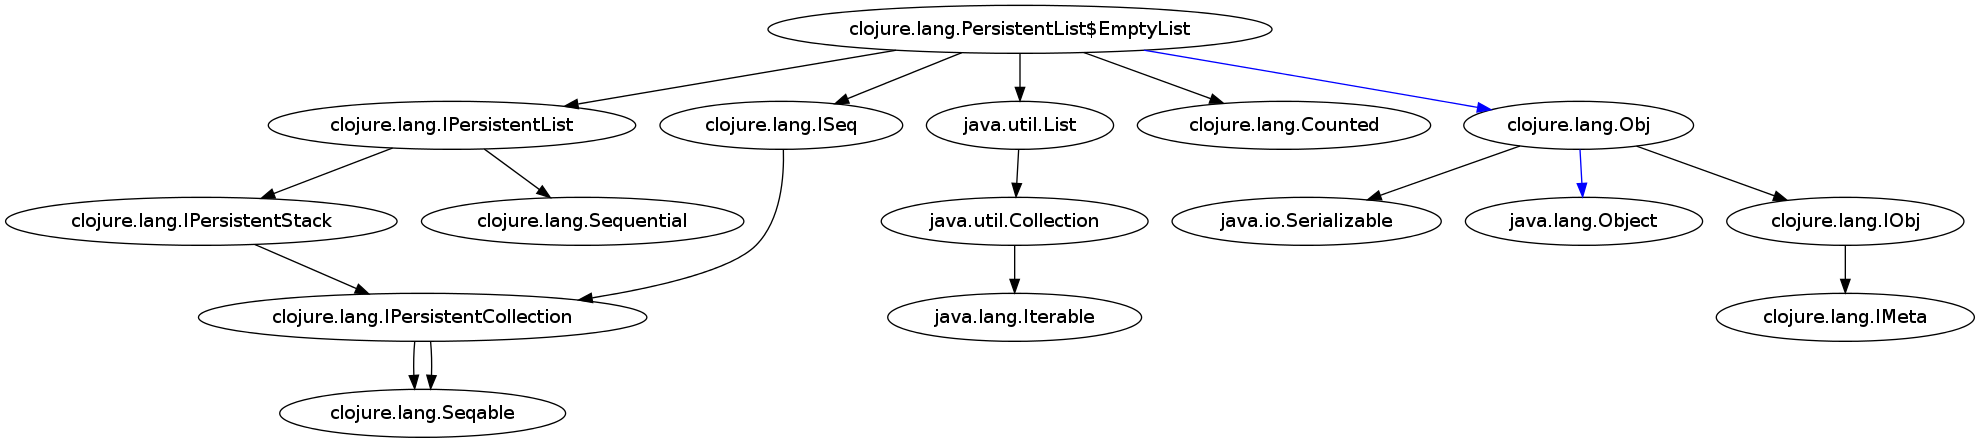 clojure.lang.PersistentList$EmptyList
clojure.lang.IPersistentList
clojure.lang.ISeq
java.util.List
clojure.lang.Counted
clojure.lang.Obj
clojure.lang.IPersistentStack
clojure.lang.Sequential
java.util.Collection
java.io.Serializable
java.lang.Object
clojure.lang.IObj
clojure.lang.IPersistentCollection
java.lang.Iterable
clojure.lang.IMeta
clojure.lang.Seqable